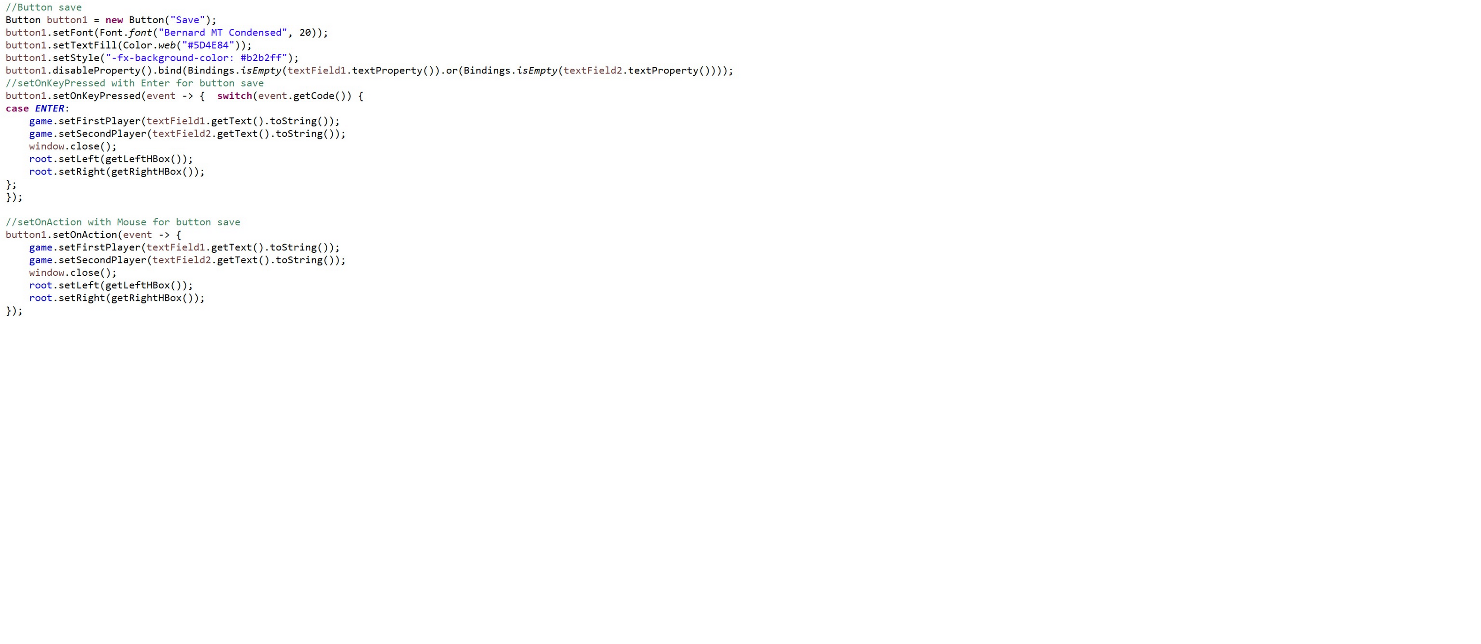 //Button save
Button button1 = new Button("Save");
button1.setFont(Font.font("Bernard MT Condensed", 20));
button1.setTextFill(Color.web("#5D4E84"));
button1.setStyle("-fx-background-color: #b2b2ff");
button1.disableProperty().bind(Bindings.isEmpty(textField1.textProperty()).or(Bindings.isEmpty(textField2.textProperty())));
//setOnKeyPressed with Enter for button save
button1.setOnKeyPressed(event -> {  switch(event.getCode()) {
case ENTER:
    game.setFirstPlayer(textField1.getText().toString());
    game.setSecondPlayer(textField2.getText().toString());
    window.close();
    root.setLeft(getLeftHBox());
    root.setRight(getRightHBox());
};
});
//setOnAction with Mouse for button save
button1.setOnAction(event -> {
    game.setFirstPlayer(textField1.getText().toString());
    game.setSecondPlayer(textField2.getText().toString());
    window.close();
    root.setLeft(getLeftHBox());
    root.setRight(getRightHBox());
});